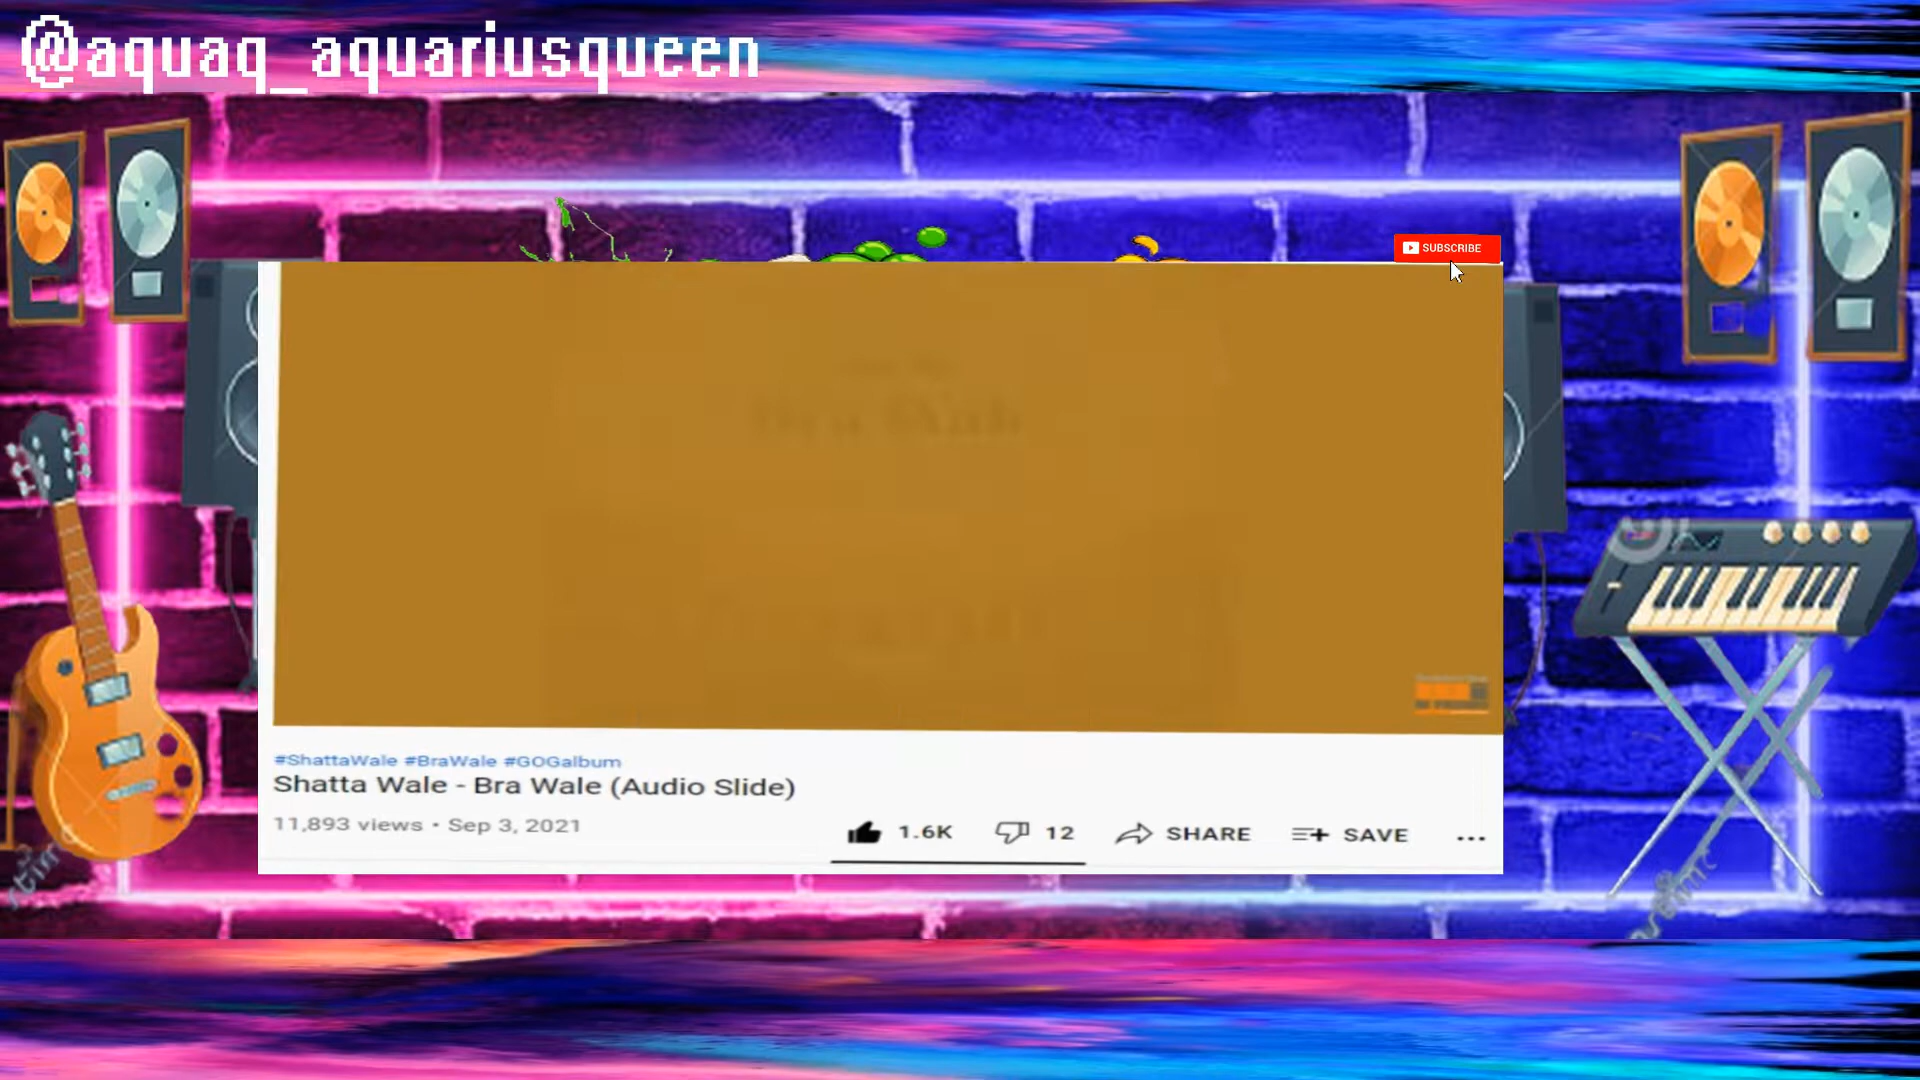 @aquaq_aquariusqueen
SUBSCRIBE
#ShattaWale #BraWale #GOGalbum
Shatta Wale - Bra Wale (Audio Slide)
11,893 views • Sep 3, 2021
1.6K 12 SHARE SAVE ...